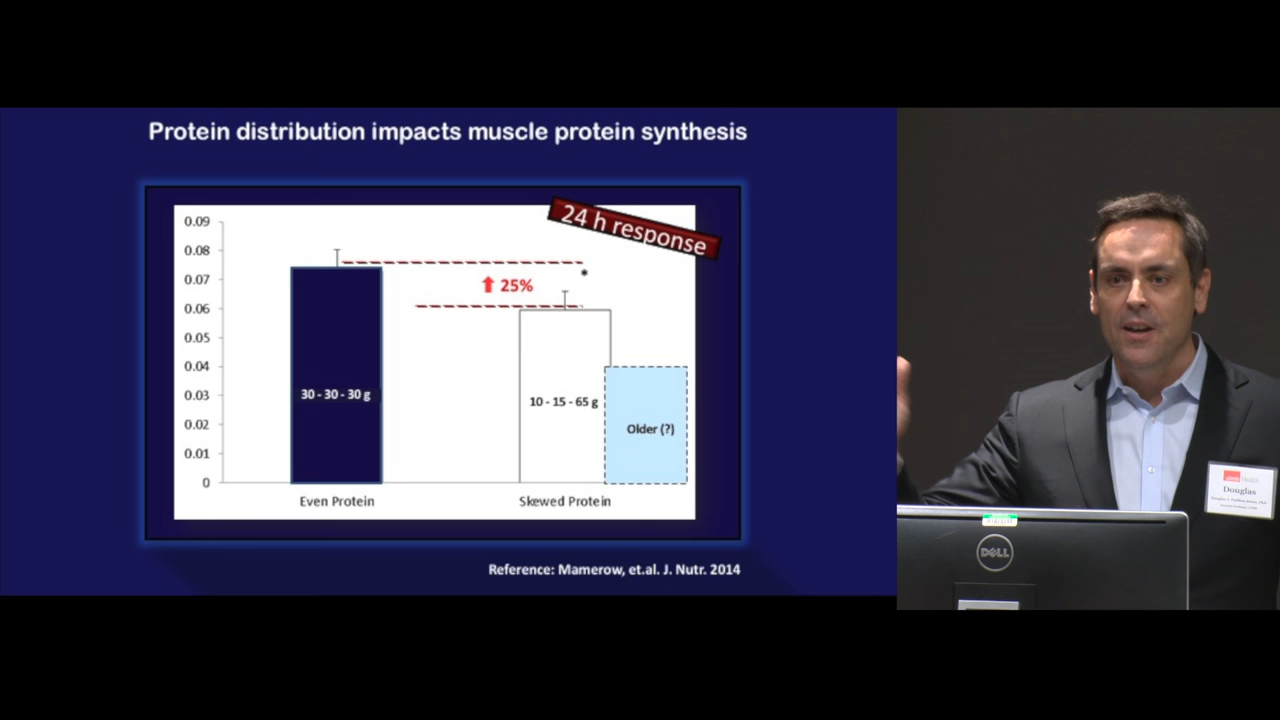 Protein distribution impacts muscle protein synthesis
24 h response
0.09
0.08
0.07
0.06
0.05
0.04
0.03
0.02
0.01
0
⬆ 25%
*
30 - 30 - 30 g
10 - 15 - 65 g
Older (?)
Even Protein
Skewed Protein
Reference: Mamerow, et.al. J. Nutr. 2014
Health
Douglas
DELL